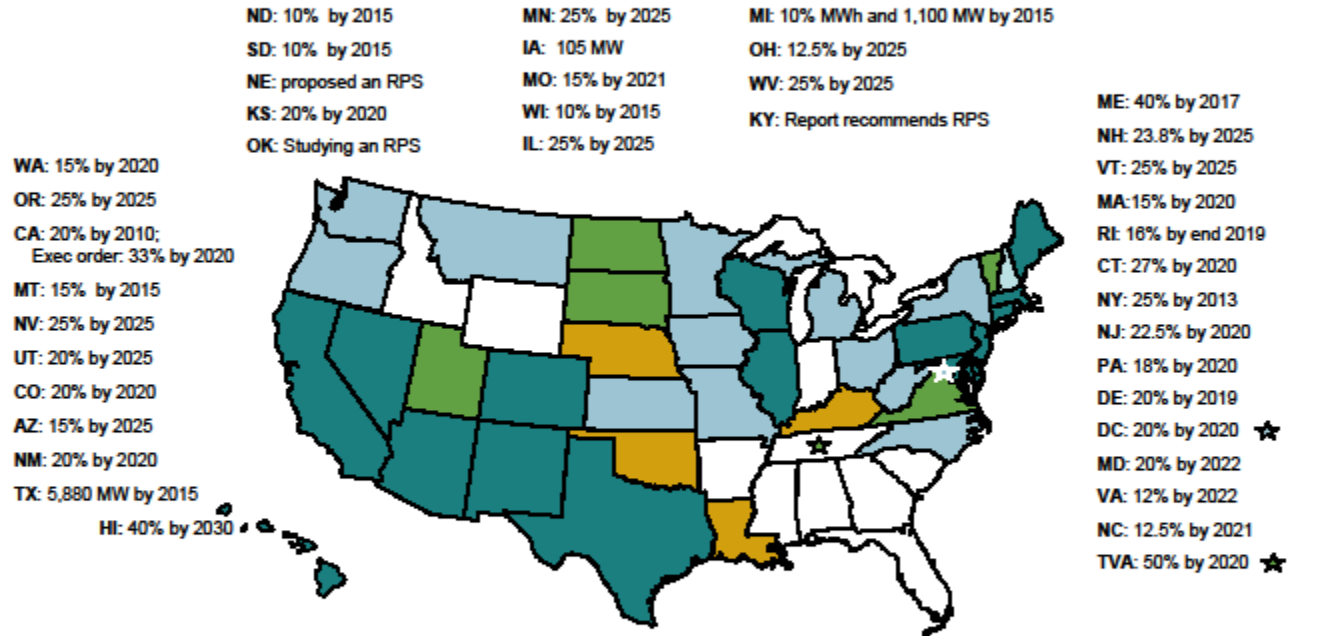 ND: 10% by 2015
SD: 10% by 2015
NE: proposed an RPS
KS: 20% by 2020
OK: Studying an RPS
MN: 25% by 2025
IA: 105 MW
MO: 15% by 2021
WI: 10% by 2015
IL: 25% by 2025
MI: 10% MWh and 1,100 MW by 2015
OH: 12.5% by 2025
WV: 25% by 2025
KY: Report recommends RPS
WA: 15% by 2020
OR: 25% by 2025
CA: 20% by 2010;
Exec order: 33% by 2020
MT: 15% by 2015
NV: 25% by 2025
UT: 20% by 2025
CO: 20% by 2020
AZ: 15% by 2025
NM: 20% by 2020
TX: 5,880 MW by 2015
HI: 40% by 2030
ME: 40% by 2017
NH: 23.8% by 2025
VT: 25% by 2025
MA:15% by 2020
RI: 16% by end 2019
CT: 27% by 2020
NY: 25% by 2013
NJ: 22.5% by 2020
PA: 18% by 2020
DE: 20% by 2019
DC: 20% by 2020
MD: 20% by 2022
VA: 12% by 2022
NC: 12.5% by 2021
TVA: 50% by 2020